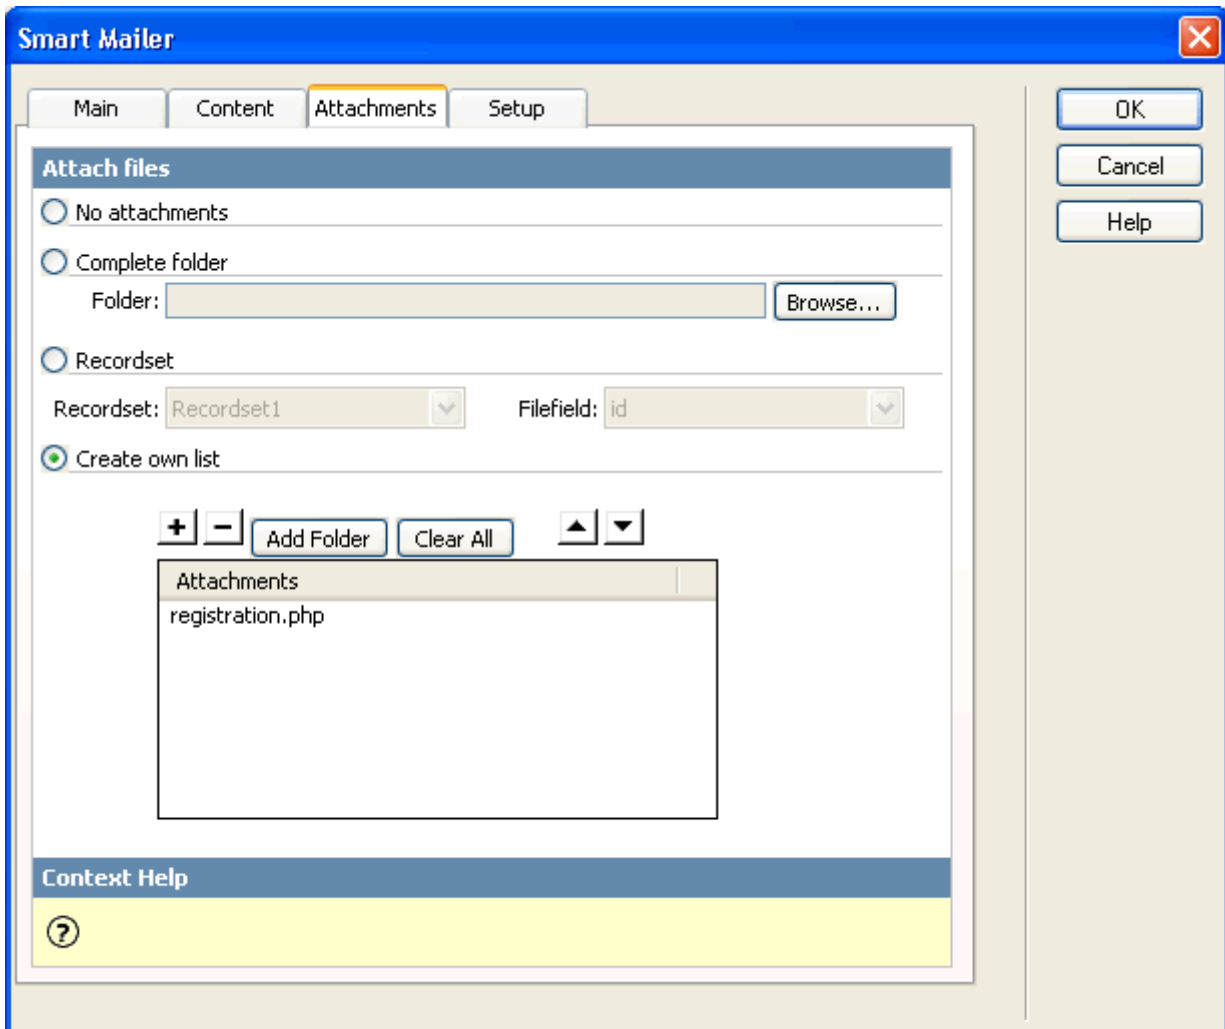 Smart Mailer
Main Content Attachments Setup
OK
Cancel
Help
Attach files
No attachments
Complete folder
Folder: Browse...
Recordset
Recordset: Recordset1 Filefield: id
Create own list
+ − Add Folder Clear All
Attachments
registration.php
Context Help
?